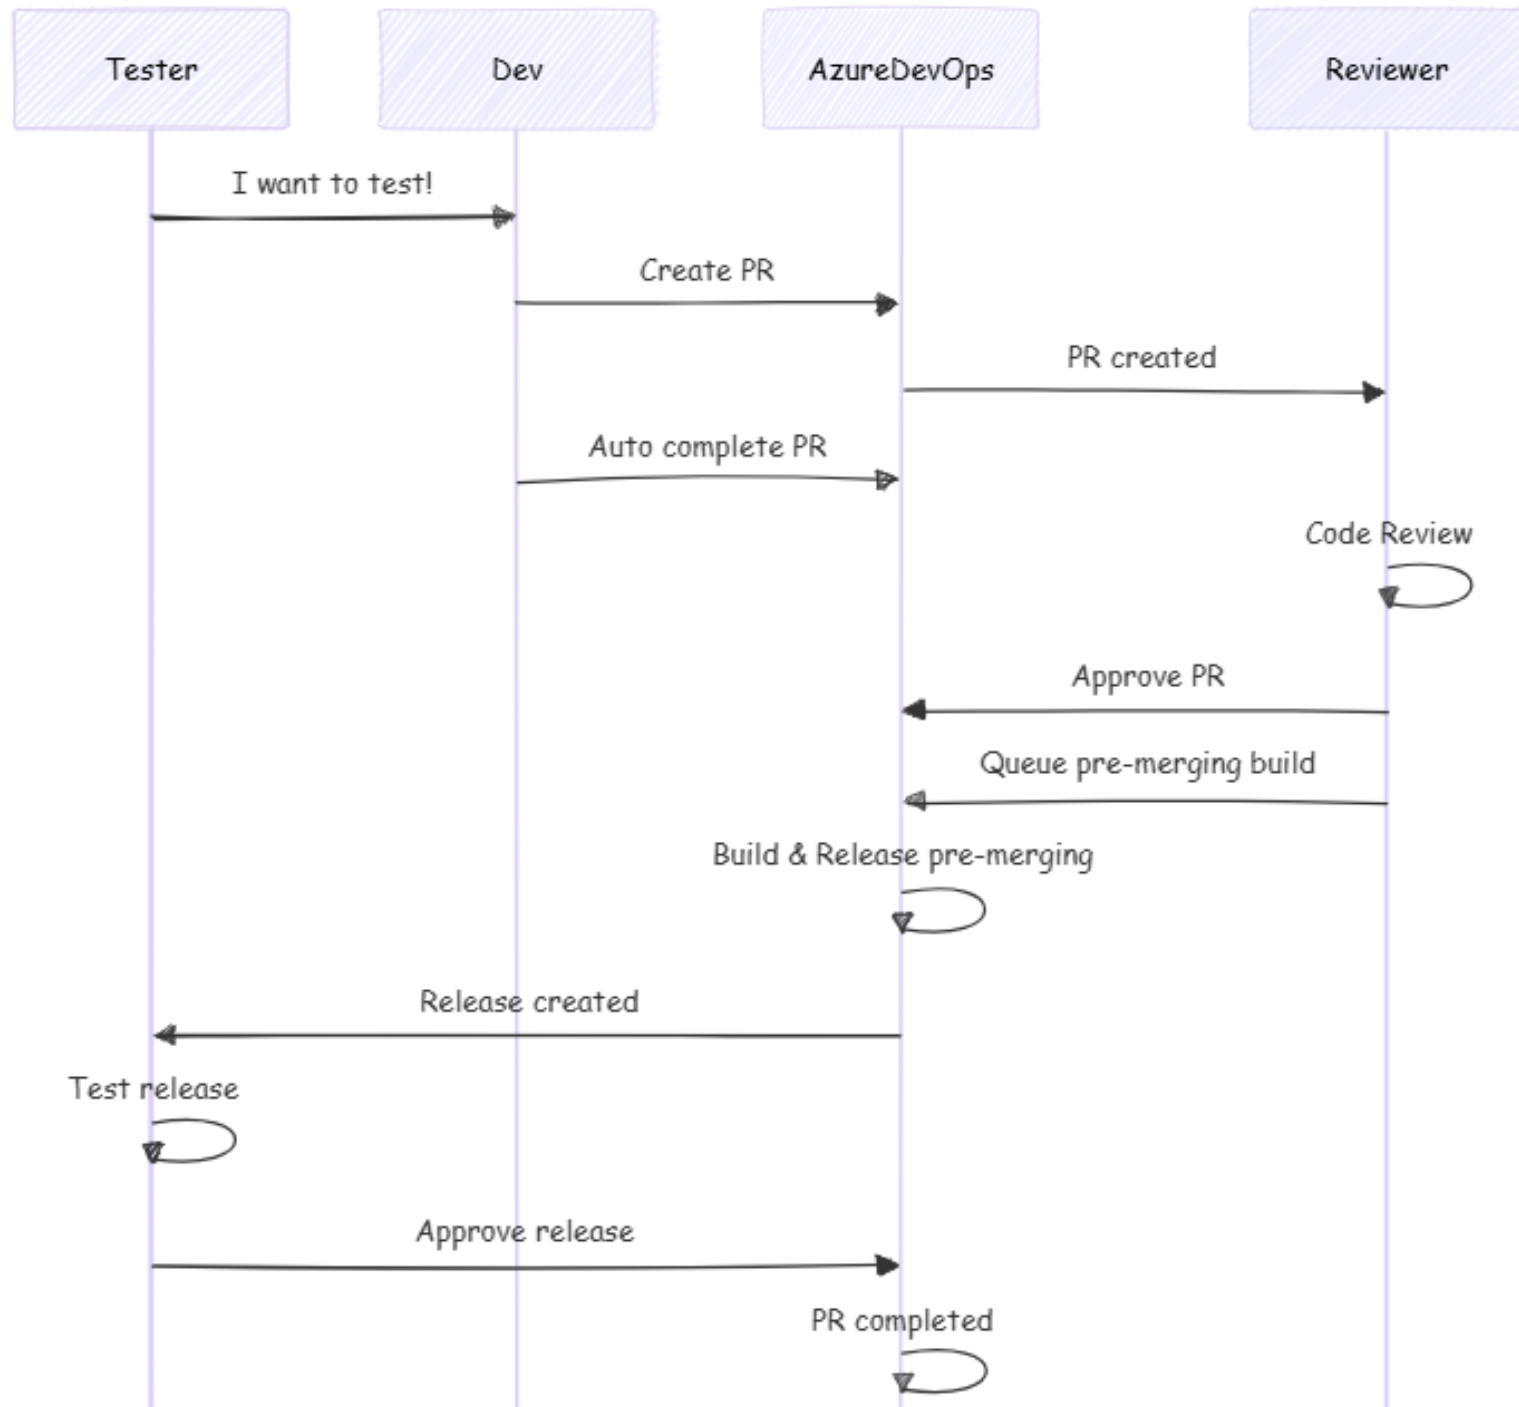 Tester
Dev
AzureDevOps
Reviewer
I want to test!
Create PR
PR created
Auto complete PR
Code Review
Approve PR
Queue pre-merging build
Build & Release pre-merging
Release created
Test release
Approve release
PR completed